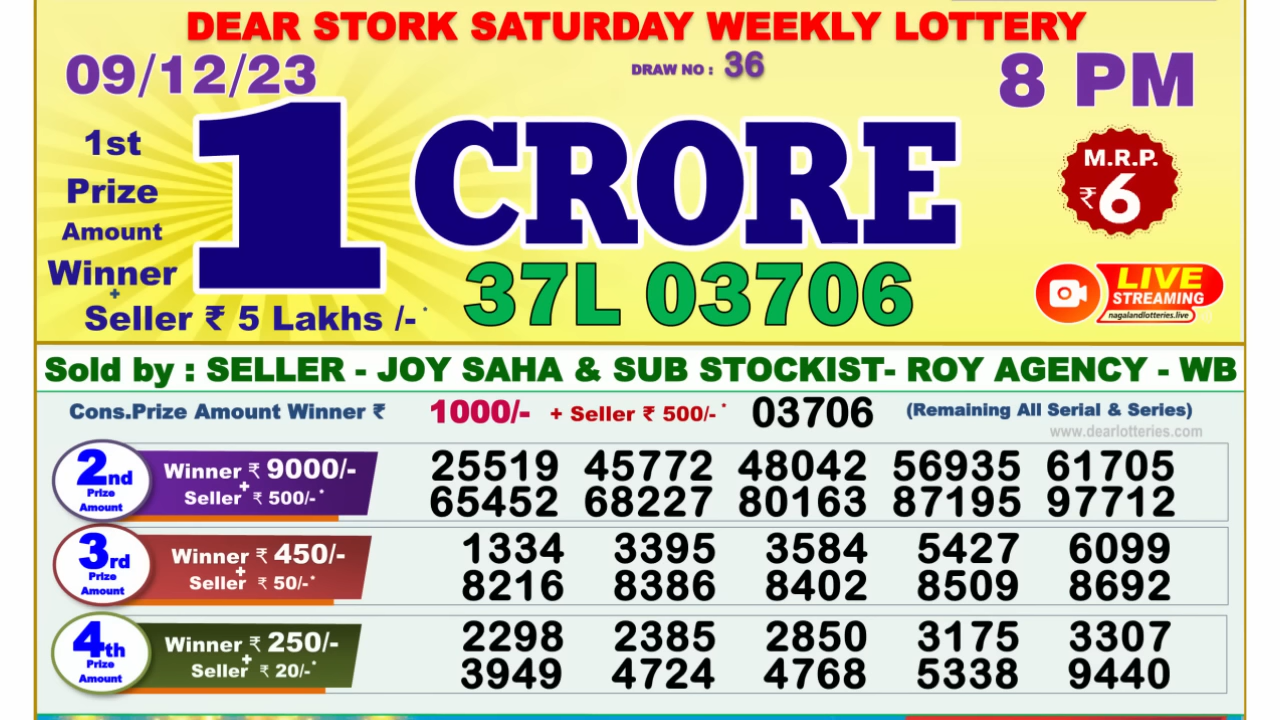 DEAR STORK SATURDAY WEEKLY LOTTERY
09/12/23
DRAW NO : 36
8 PM
1st
Prize
Amount
Winner
+
Seller ₹ 5 Lakhs /-*
1 CRORE
37L 03706
M.R.P.
₹6
LIVE
STREAMING
nagalandlotteries.live
Sold by : SELLER - JOY SAHA & SUB STOCKIST- ROY AGENCY - WB
Cons.Prize Amount Winner ₹ 1000/- + Seller ₹ 500/-* 03706 (Remaining All Serial & Series)
www.dearlotteries.com
2nd
Prize
Amount
Winner ₹ 9000/-
+
Seller ₹ 500/-*
25519 45772 48042 56935 61705
65452 68227 80163 87195 97712
3rd
Prize
Amount
Winner ₹ 450/-
+
Seller ₹ 50/-*
1334 3395 3584 5427 6099
8216 8386 8402 8509 8692
4th
Prize
Amount
Winner ₹ 250/-
+
Seller ₹ 20/-*
2298 2385 2850 3175 3307
3949 4724 4768 5338 9440